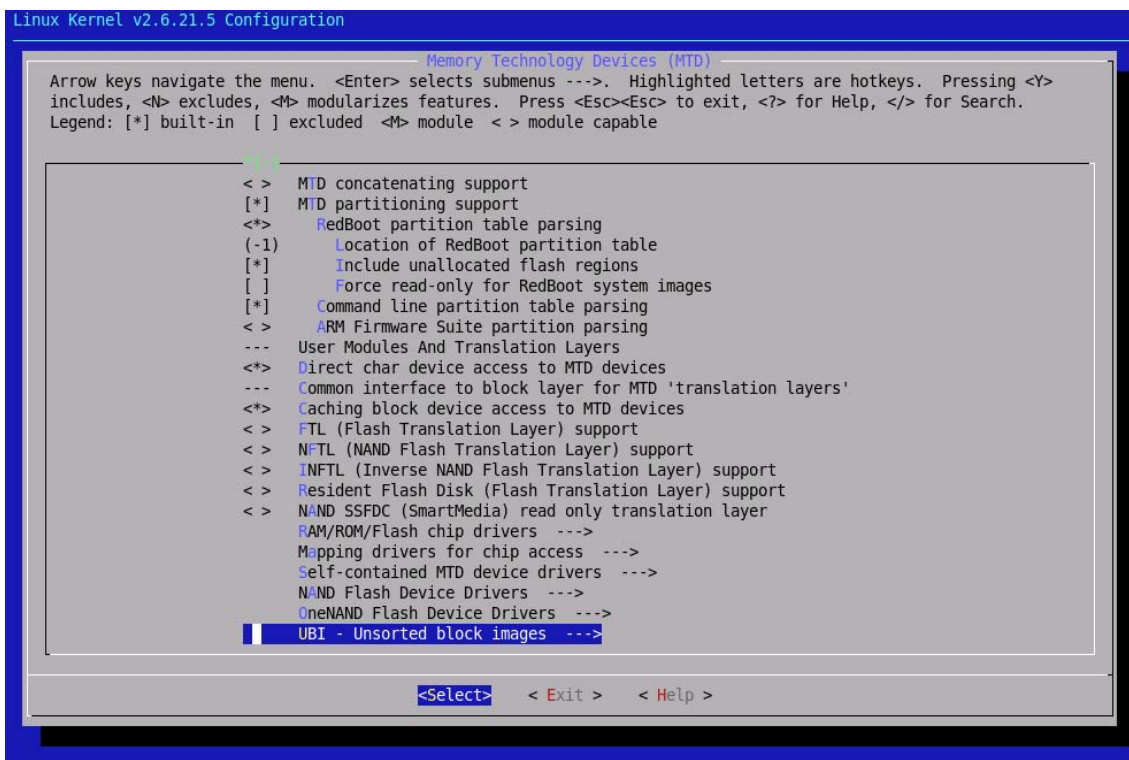 Linux Kernel v2.6.21.5 Configuration
Memory Technology Devices (MTD)
Arrow keys navigate the menu. <Enter> selects submenus --->. Highlighted letters are hotkeys. Pressing <Y>
includes, <N> excludes, <M> modularizes features. Press <Esc><Esc> to exit, <?> for Help, </> for Search.
Legend: [*] built-in [ ] excluded <M> module < > module capable
< > MTD concatenating support
[*] MTD partitioning support
<*> RedBoot partition table parsing
(-1) Location of RedBoot partition table
[*] Include unallocated flash regions
[ ] Force read-only for RedBoot system images
[*] Command line partition table parsing
< > ARM Firmware Suite partition parsing
--- User Modules And Translation Layers
<*> Direct char device access to MTD devices
--- Common interface to block layer for MTD 'translation layers'
<*> Caching block device access to MTD devices
< > FTL (Flash Translation Layer) support
< > NFTL (NAND Flash Translation Layer) support
< > INFTL (Inverse NAND Flash Translation Layer) support
< > Resident Flash Disk (Flash Translation Layer) support
< > NAND SSFDC (SmartMedia) read only translation layer
RAM/ROM/Flash chip drivers --->
Mapping drivers for chip access --->
Self-contained MTD device drivers --->
NAND Flash Device Drivers --->
OneNAND Flash Device Drivers --->
UBI - Unsorted block images --->
<Select> < Exit > < Help >